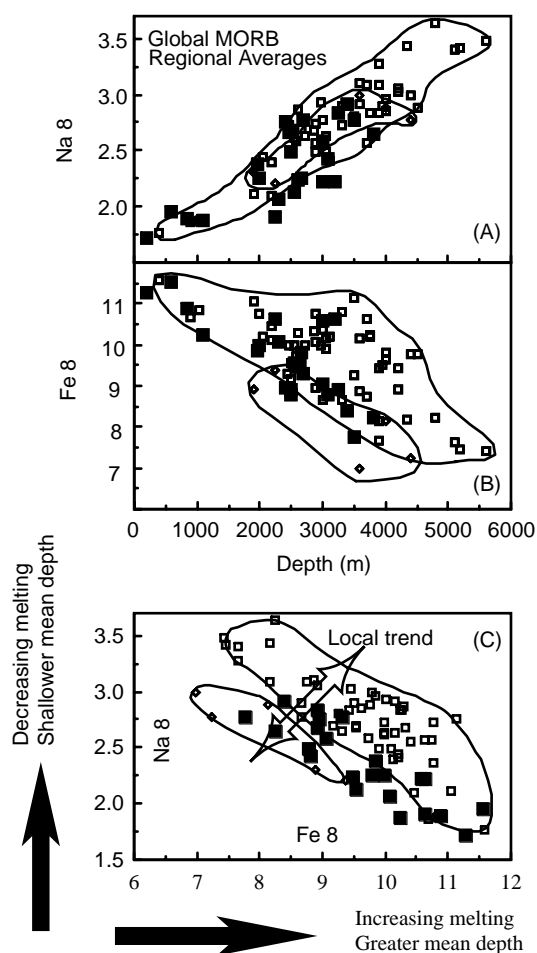 Global MORB
Regional Averages
3.5
3.0
2.5
2.0
Na 8
(A)
11
10
9
8
7
Fe 8
(B)
0 1000 2000 3000 4000 5000 6000
Depth (m)
Decreasing melting
Shallower mean depth
3.5
3.0
2.5
2.0
1.5
Na 8
Local trend
(C)
Fe 8
6 7 8 9 10 11 12
Increasing melting
Greater mean depth